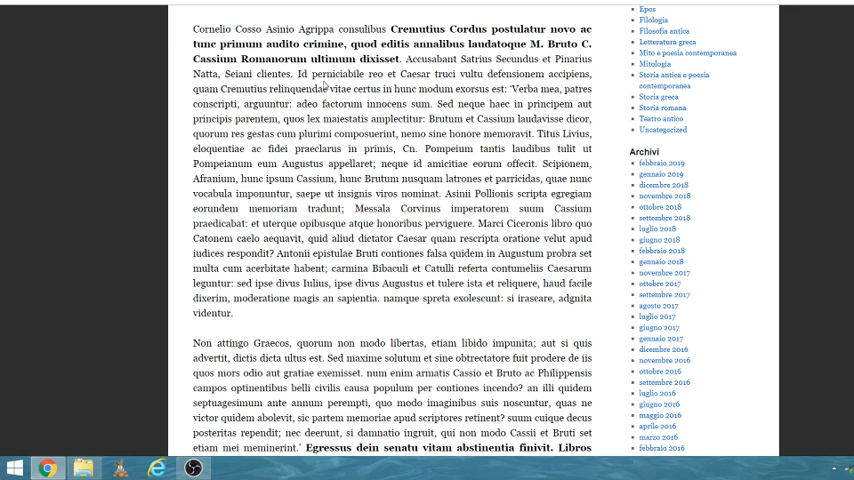 Cornelio Cosso Asinio Agrippa consulibus Cremutius Cordus postulatur novo ac
tunc primum audito crimine, quod editis annalibus laudatoque M. Bruto C.
Cassium Romanorum ultimum dixisset. Accusabant Satrius Secundus et Pinarius
Natta, Seiani clientes. Id perniciabile reo et Caesar truci vultu defensionem accipiens,
quam Cremutius relinquendae vitae certus in hunc modum exorsus est: 'Verba mea, patres
conscripti, arguuntur: adeo factorum innocens sum. Sed neque haec in principem aut
principis parentem, quos lex maiestatis amplectitur: Brutum et Cassium laudavisse dicor,
quorum res gestas cum plurimi composuerint, nemo sine honore memoravit. Titus Livius,
eloquentiae ac fidei praeclarus in primis, Cn. Pompeium tantis laudibus tulit ut
Pompeianum eum Augustus appellaret; neque id amicitiae eorum offecit. Scipionem,
Afranium, hunc ipsum Cassium, hunc Brutum nusquam latrones et parricidas, quae nunc
vocabula imponuntur, saepe ut insignis viros nominat. Asinii Pollionis scripta egregiam
eorundem memoriam tradunt; Messala Corvinus imperatorem suum Cassium
praedicabat: et uterque opibusque atque honoribus perviguere. Marci Ciceronis libro quo
Catonem caelo aequavit, quid aliud dictator Caesar quam rescripta oratione velut apud
iudices respondit? Antonii epistulae Bruti contiones falsa quidem in Augustum probra set
multa cum acerbitate habent; carmina Bibaculi et Catulli referta contumeliis Caesarum
leguntur: sed ipse divus Iulius, ipse divus Augustus et tulere ista et reliquere, haud facile
dixerim, moderatione magis an sapientia. namque spreta exolescunt: si irascare, adgnita
videntur.
Non attingo Graecos, quorum non modo libertas, etiam libido impunita; aut si quis
advertit, dictis dicta ultus est. Sed maxime solutum et sine obtrectatore fuit prodere de iis
quos mors odio aut gratiae exemisset. num enim armatis Cassio et Bruto ac Philippensis
campos optinentibus belli civilis causa populum per contiones incendo? an illi quidem
septuagesimum ante annum perempti, quo modo imaginibus suis noscuntur, quas ne
victor quidem abolevit, sic partem memoriae apud scriptores retinent? suum cuique decus
posteritas rependit; nec deerunt, si damnatio ingruit, qui non modo Cassii et Bruti set
etiam mei meminerint.' Egressus dein senatu vitam abstinentia finivit. Libros
Epos
Filologia
Filosofia antica
Letteratura greca
Mito e poesia contemporanea
Mitologia
Storia antica e poesia
contemporanea
Storia greca
Storia romana
Teatro antico
Uncategorized
Archivi
febbraio 2019
gennaio 2019
dicembre 2018
novembre 2018
ottobre 2018
settembre 2018
luglio 2018
giugno 2018
febbraio 2018
gennaio 2018
novembre 2017
ottobre 2017
settembre 2017
agosto 2017
luglio 2017
giugno 2017
gennaio 2017
dicembre 2016
novembre 2016
ottobre 2016
settembre 2016
luglio 2016
giugno 2016
maggio 2016
aprile 2016
marzo 2016
febbraio 2016